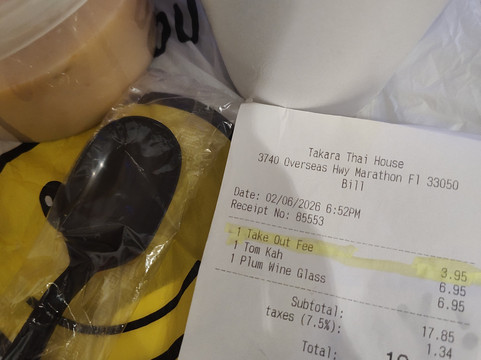 OU
Takara Thai House
3740 Overseas Hwy Marathon Fl 33050
Bill
Date: 02/06/2026 6:52PM
Receipt No: 85553
1 Take Out Fee 3.95
1 Tom Kah 6.95
1 Plum Wine Glass 6.95
Subtotal: 17.85
taxes (7.5%): 1.34
Total: